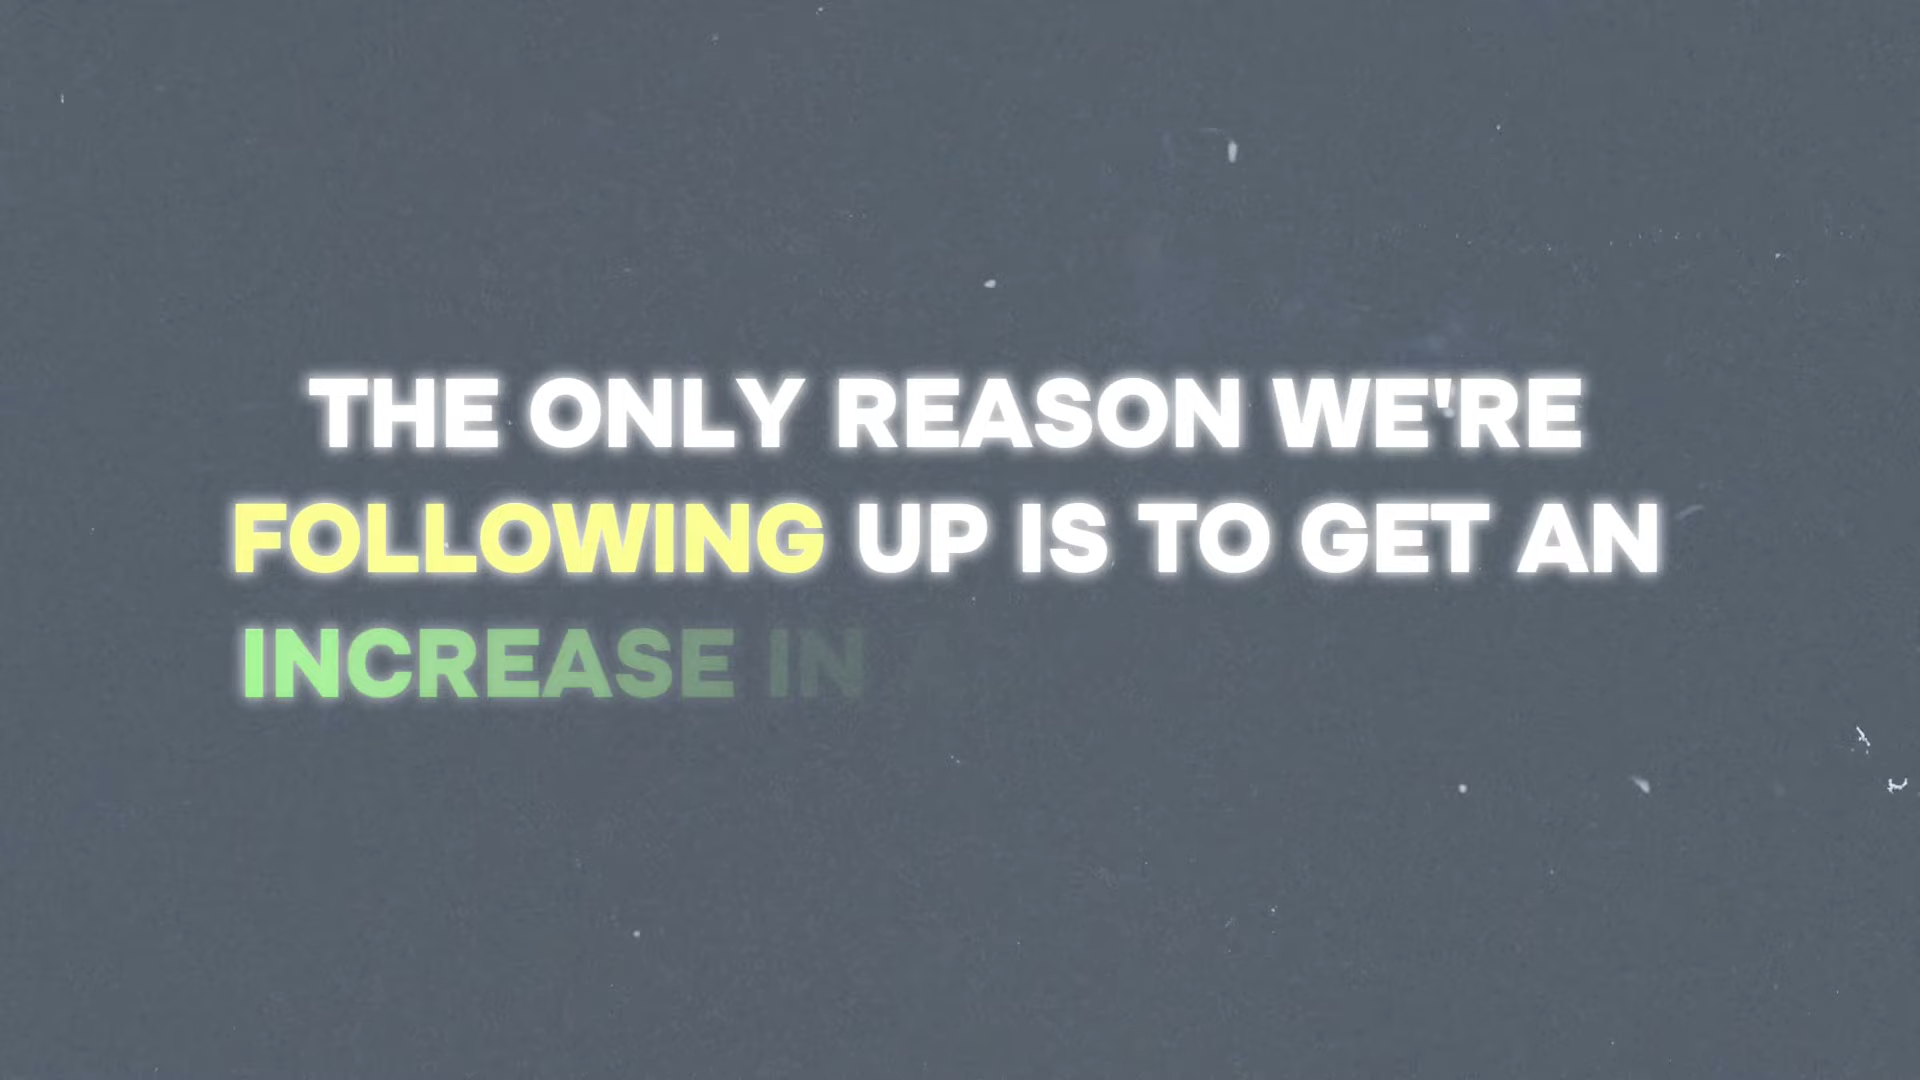 THE ONLY REASON WE'RE
FOLLOWING UP IS TO GET AN
INCREASE IN